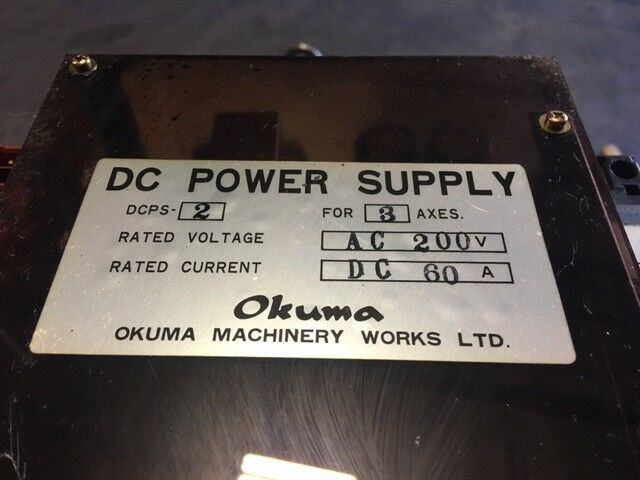 DC POWER SUPPLY
DCPS-2 FOR 3 AXES.
RATED VOLTAGE AC 200V
RATED CURRENT DC 60 A
Okuma
OKUMA MACHINERY WORKS LTD.